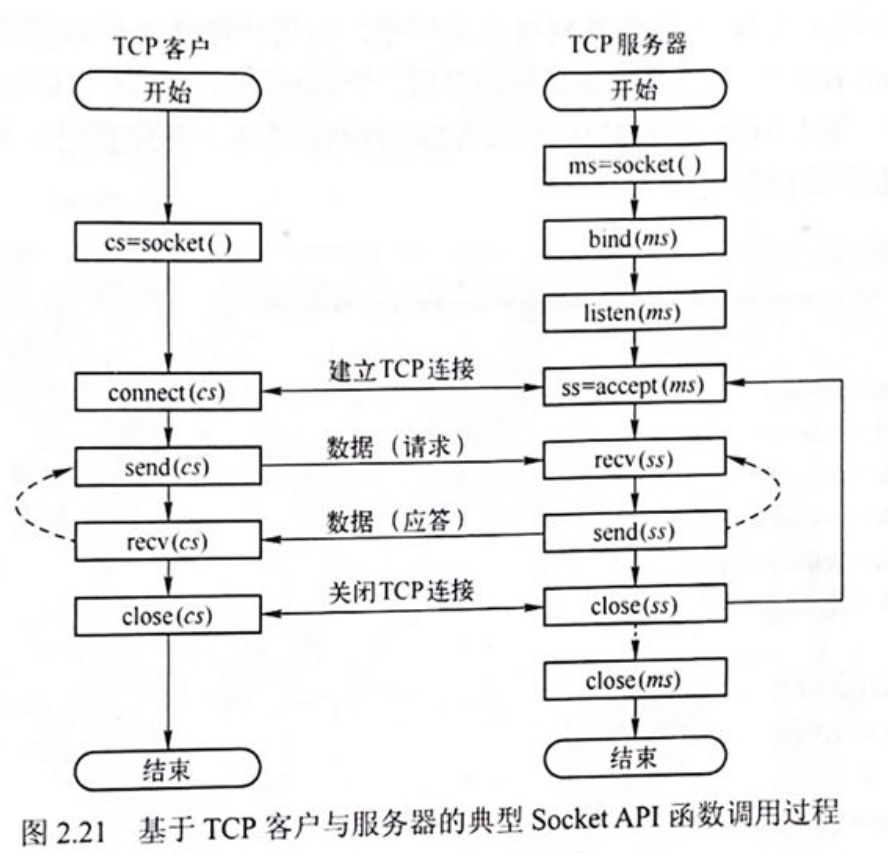 TCP 客户
开始
cs=socket( )
connect(cs)
send(cs)
recv(cs)
close(cs)
结束
建立TCP连接
数据（请求）
数据（应答）
关闭TCP连接
TCP服务器
开始
ms=socket( )
bind(ms)
listen(ms)
ss=accept(ms)
recv(ss)
send(ss)
close(ss)
close(ms)
结束
图 2.21 基于 TCP 客户与服务器的典型 Socket API 函数调用过程